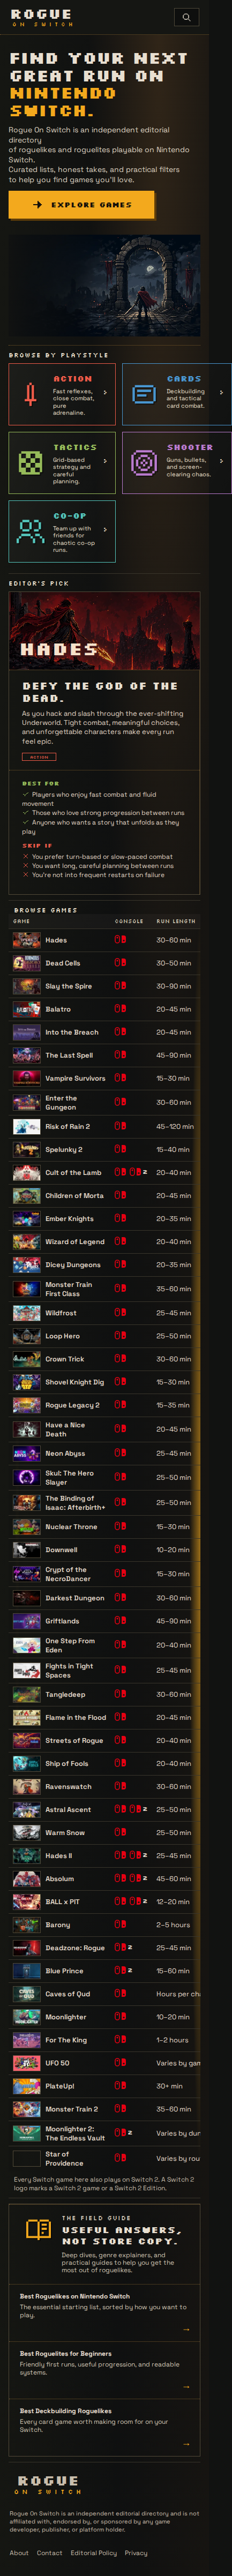 ROGUE
ON SWITCH
FIND YOUR NEXT
GREAT RUN ON
NINTENDO
SWITCH.
Rogue On Switch is an independent editorial
directory
of roguelikes and roguelites playable on Nintendo
Switch.
Curated lists, honest takes, and practical filters
to help you find games you'll love.
→ EXPLORE GAMES
BROWSE BY PLAYSTYLE
ACTION
Fast reflexes,
close combat,
pure
adrenaline.
CARDS
Deckbuilding
and tactical
card combat.
TACTICS
Grid-based
strategy and
careful
planning.
SHOOTER
Guns, bullets,
and screen-
clearing chaos.
CO-OP
Team up with
friends for
chaotic co-op
runs.
EDITOR'S PICK
HADES
DEFY THE GOD OF THE
DEAD.
As you hack and slash through the ever-shifting
Underworld. Tight combat, meaningful choices,
and unforgettable characters make every run
feel epic.
ACTION
BEST FOR
Players who enjoy fast combat and fluid
movement
Those who love strong progression between runs
Anyone who wants a story that unfolds as they
play
SKIP IF
You prefer turn-based or slow-paced combat
You want long, careful planning between runs
You're not into frequent restarts on failure
BROWSE GAMES
GAME CONSOLE RUN LENGTH
Hades 30–60 min
Dead Cells 30–50 min
Slay the Spire 30–90 min
Balatro 20–45 min
Into the Breach 20–45 min
The Last Spell 45–90 min
Vampire Survivors 15–30 min
Enter the
Gungeon 30–60 min
Risk of Rain 2 45–120 min
Spelunky 2 15–40 min
Cult of the Lamb 2 20–40 min
Children of Morta 20–45 min
Ember Knights 20–35 min
Wizard of Legend 20–40 min
Dicey Dungeons 20–35 min
Monster Train
First Class 35–60 min
Wildfrost 25–45 min
Loop Hero 25–50 min
Crown Trick 30–60 min
Shovel Knight Dig 15–30 min
Rogue Legacy 2 15–35 min
Have a Nice
Death 20–45 min
Neon Abyss 25–45 min
Skul: The Hero
Slayer 25–50 min
The Binding of
Isaac: Afterbirth+ 25–50 min
Nuclear Throne 15–30 min
Downwell 10–20 min
Crypt of the
NecroDancer 15–30 min
Darkest Dungeon 30–60 min
Griftlands 45–90 min
One Step From
Eden 20–40 min
Fights in Tight
Spaces 25–45 min
Tangledeep 30–60 min
Flame in the Flood 20–45 min
Streets of Rogue 20–40 min
Ship of Fools 20–40 min
Ravenswatch 30–60 min
Astral Ascent 2 25–50 min
Warm Snow 25–50 min
Hades II 2 25–45 min
Absolum 2 45–60 min
BALL x PIT 2 12–20 min
Barony 2–5 hours
Deadzone: Rogue 2 25–45 min
Blue Prince 2 15–60 min
Caves of Qud Hours per cha
Moonlighter 10–20 min
For The King 1–2 hours
UFO 50 Varies by gam
PlateUp! 30+ min
Monster Train 2 35–60 min
Moonlighter 2:
The Endless Vault 2 Varies by dun
Star of
Providence Varies by rou
Every Switch game here also plays on Switch 2. A Switch 2
logo marks a Switch 2 game or a Switch 2 Edition.
THE FIELD GUIDE
USEFUL ANSWERS,
NOT STORE COPY.
Deep dives, genre explainers, and
practical guides to help you get the
most out of roguelikes.
Best Roguelikes on Nintendo Switch
The essential starting list, sorted by how you want to
play.
→
Best Roguelites for Beginners
Friendly first runs, useful progression, and readable
systems.
→
Best Deckbuilding Roguelikes
Every card game worth making room for on your
Switch.
→
ROGUE
ON SWITCH
Rogue On Switch is an independent editorial directory and is not
affiliated with, endorsed by, or sponsored by any game
developer, publisher, or platform holder.
About Contact Editorial Policy Privacy